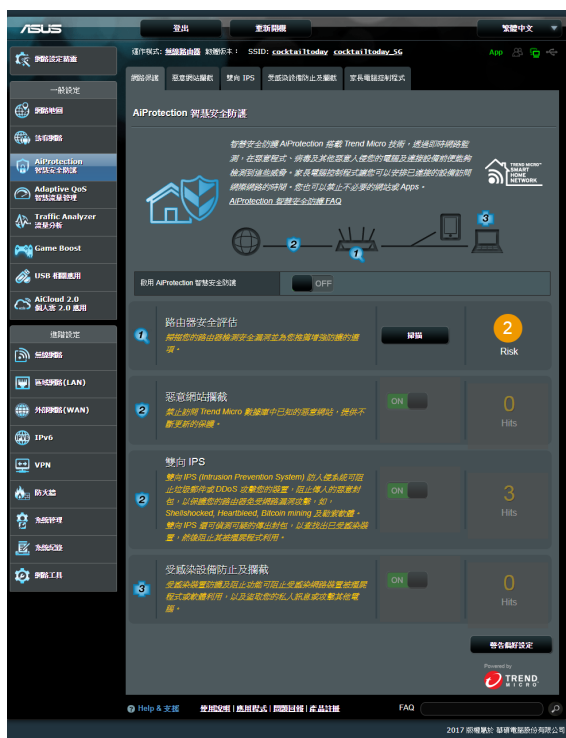 ASUS
登出
重新開機
繁體中文
運作模式: 無線路由器 韌體版本: SSID: cocktailtoday cocktailtoday_5G
App
網路設定精靈
一般設定
網路地圖
訪客網路
AiProtection
智慧安全防護
Adaptive QoS
智慧流量管理
Traffic Analyzer
流量分析
Game Boost
USB 相關應用
AiCloud 2.0
個人雲 2.0 應用
進階設定
無線網路
區域網路(LAN)
外部網路(WAN)
IPv6
VPN
防火牆
系統管理
系統記錄
網路工具
網路保護
惡意網站攔截
雙向 IPS
受感染設備防止及攔截
家長電腦控制程式
AiProtection 智慧安全防護
智慧安全防護 AiProtection 搭載 Trend Micro 技術，透過即時網路監
測，在惡意程式、病毒及其他惡意入侵您的電腦及連接設備前便能夠
檢測到這些威脅。家長電腦控制程式讓您可以安排已連接的設備訪問
網際網路的時間。您也可以禁止不必要的網站或 Apps。
AiProtection 智慧安全防護 FAQ
TREND MICRO
SMART
HOME
NETWORK
1
2
3
啟用 AiProtection 智慧安全防護
OFF
1
路由器安全評估
掃瞄您的路由器檢測安全漏洞並為您推薦增強防護的選
項。
掃描
2
Risk
2
惡意網站攔截
禁止訪問 Trend Micro 數據庫中已知的惡意網站，提供不
斷更新的保護。
ON
0
Hits
2
雙向 IPS
雙向 IPS (Intrusion Prevention System) 防入侵系統可阻
止垃圾郵件或 DDoS 攻擊您的裝置，阻止傳入的惡意封
包，以保護您的路由器免受網路漏洞攻擊，如，
Shellshocked, Heartbleed, Bitcoin mining 及勒索軟體。
雙向 IPS 還可偵測可疑的傳出封包，以查找出已受感染裝
置，然後阻止其被殭屍程式利用。
ON
3
Hits
3
受感染設備防止及攔截
受感染裝置防護及阻止功能可阻止受感染網路裝置被殭屍
程式或軟體利用，以及盜取您的私人訊息或攻擊其他電
腦。
ON
0
Hits
警告偏好設定
Powered by
TREND
MICRO
Help & 支援
使用說明 | 應用程式 | 問題回報 | 產品註冊
FAQ
2017 版權屬於 華碩電腦股份有限公司